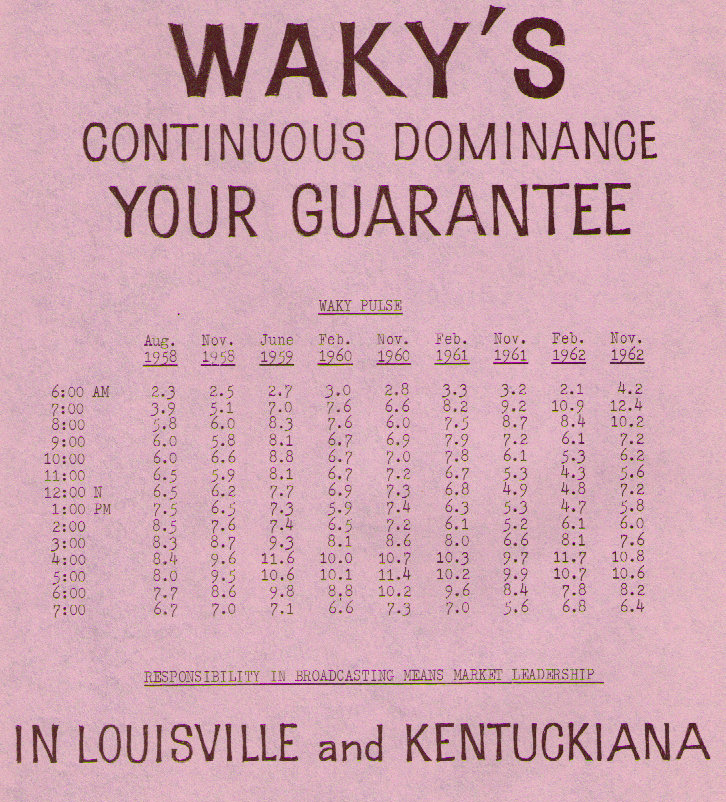 WAKY'S
CONTINUOUS DOMINANCE
YOUR GUARANTEE
WAKY PULSE
Aug. Nov. June Feb. Nov. Feb. Nov. Feb. Nov.
1958 1958 1959 1960 1960 1961 1961 1962 1962
6:00 AM 2.3 2.5 2.7 3.0 2.8 3.3 3.2 2.1 4.2
7:00 3.9 5.1 7.0 7.6 6.6 8.2 9.2 10.9 12.4
8:00 5.8 6.0 8.3 7.6 6.0 7.5 8.7 8.4 10.2
9:00 6.0 5.8 8.1 6.7 6.9 7.9 7.2 6.1 7.2
10:00 6.0 6.6 8.8 6.7 7.0 7.8 6.1 5.3 6.2
11:00 6.5 5.9 8.1 6.7 7.2 6.7 5.3 4.3 5.6
12:00 N 6.5 6.2 7.7 6.9 7.3 6.8 4.9 4.8 7.2
1:00 PM 7.5 6.5 7.3 5.9 7.4 6.3 5.3 4.7 5.8
2:00 8.5 7.6 7.4 6.5 7.2 6.1 5.2 6.1 6.0
3:00 8.3 8.7 9.3 8.1 8.6 8.0 6.6 8.1 7.6
4:00 8.4 9.6 11.6 10.0 10.7 10.3 9.7 11.7 10.8
5:00 8.0 9.5 10.6 10.1 11.4 10.2 9.9 10.7 10.6
6:00 7.7 8.6 9.8 8.8 10.2 9.6 8.4 7.8 8.2
7:00 6.7 7.0 7.1 6.6 7.3 7.0 5.6 6.8 6.4
RESPONSIBILITY IN BROADCASTING MEANS MARKET LEADERSHIP
IN LOUISVILLE and KENTUCKIANA